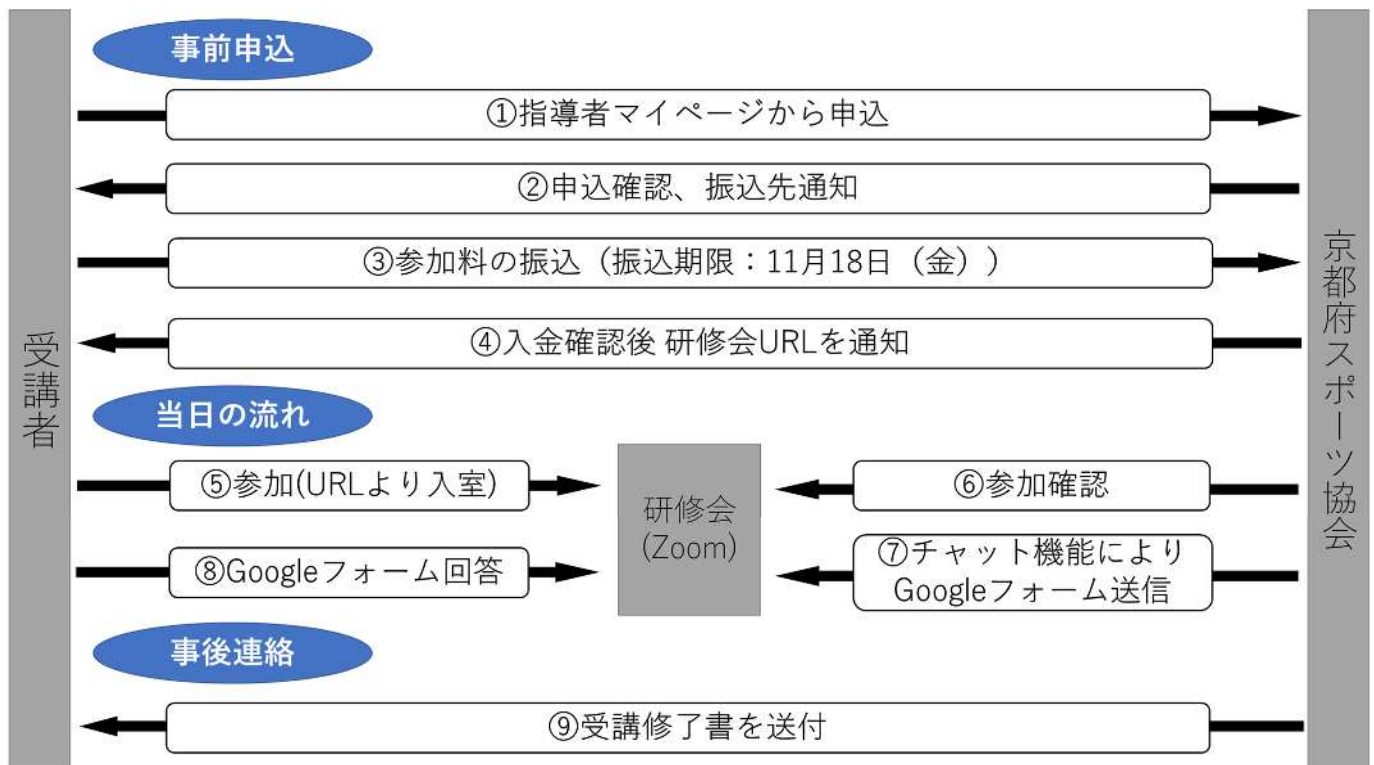 事前申込
①指導者マイページから申込
②申込確認、振込先通知
③参加料の振込（振込期限：11月18日（金））
④入金確認後 研修会URLを通知
受講者
京都府スポーツ協会
当日の流れ
⑤参加(URLより入室)
研修会
(Zoom)
⑥参加確認
⑧Googleフォーム回答
⑦チャット機能により
Googleフォーム送信
事後連絡
⑨受講修了書を送付